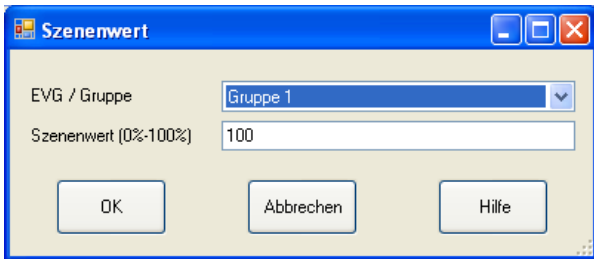 Szenenwert
EVG / Gruppe
Gruppe 1
Szenenwert (0%-100%)
100
OK
Abbrechen
Hilfe